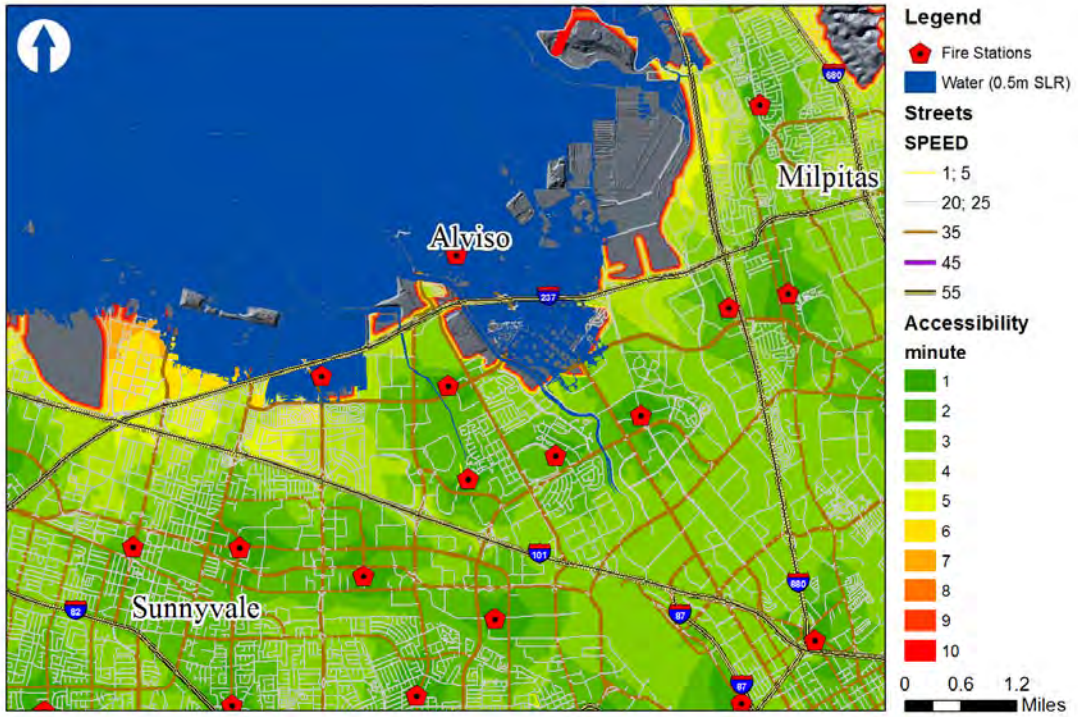 680
Milpitas
Alviso
237
101
Sunnyvale
82
87
880
87
Legend
Fire Stations
Water (0.5m SLR)
Streets
SPEED
1; 5
20; 25
35
45
55
Accessibility
minute
1
2
3
4
5
6
7
8
9
10
0 0.6 1.2
Miles